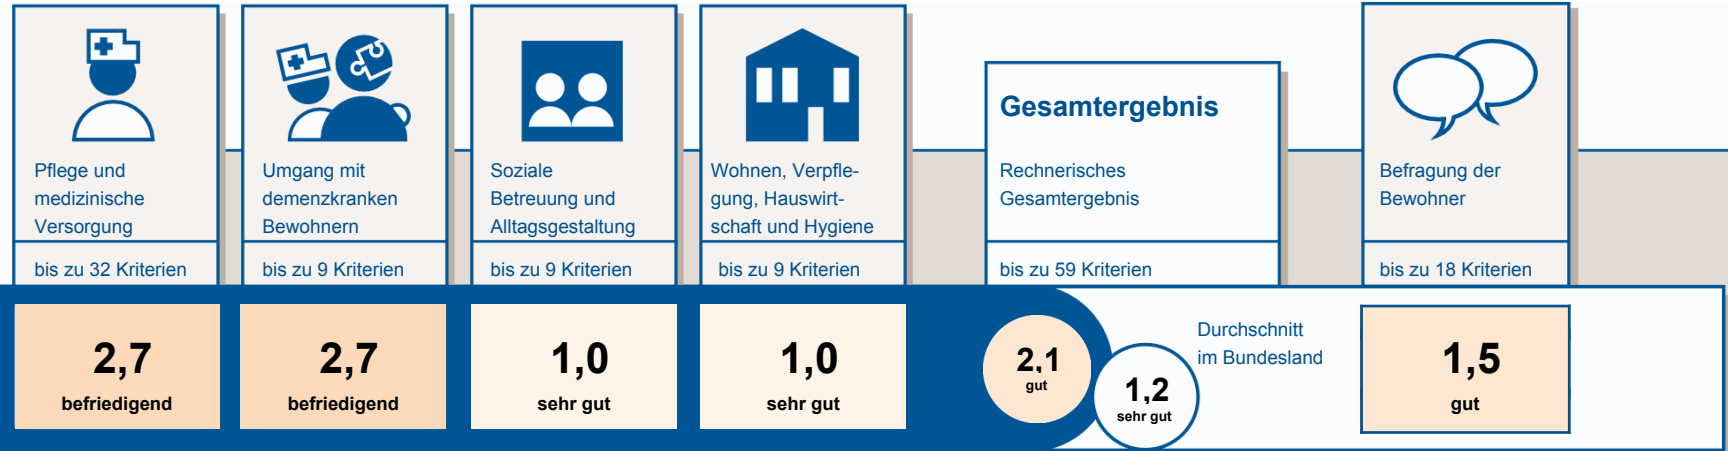 Pflege und
medizinische
Versorgung
bis zu 32 Kriterien
2,7
befriedigend
Umgang mit
demenzkranken
Bewohnern
bis zu 9 Kriterien
2,7
befriedigend
Soziale
Betreuung und
Alltagsgestaltung
bis zu 9 Kriterien
1,0
sehr gut
Wohnen, Verpfle-
gung, Hauswirt-
schaft und Hygiene
bis zu 9 Kriterien
1,0
sehr gut
Gesamtergebnis
Rechnerisches
Gesamtergebnis
bis zu 59 Kriterien
2,1
gut
1,2
sehr gut
Durchschnitt
im Bundesland
Befragung der
Bewohner
bis zu 18 Kriterien
1,5
gut